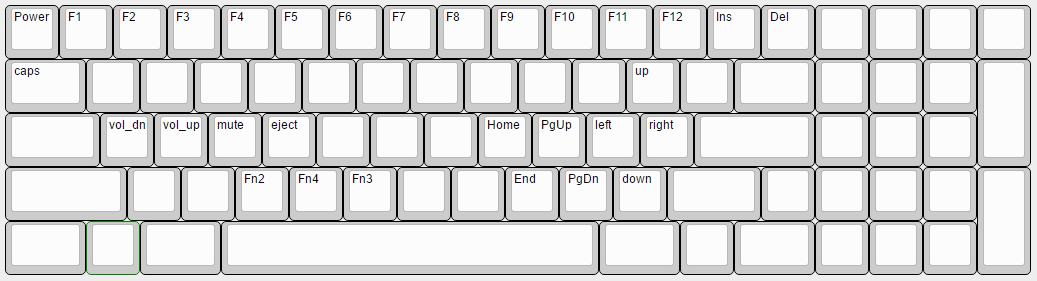 Power F1 F2 F3 F4 F5 F6 F7 F8 F9 F10 F11 F12 Ins Del
caps up
vol_dn vol_up mute eject Home PgUp left right
Fn2 Fn4 Fn3 End PgDn down